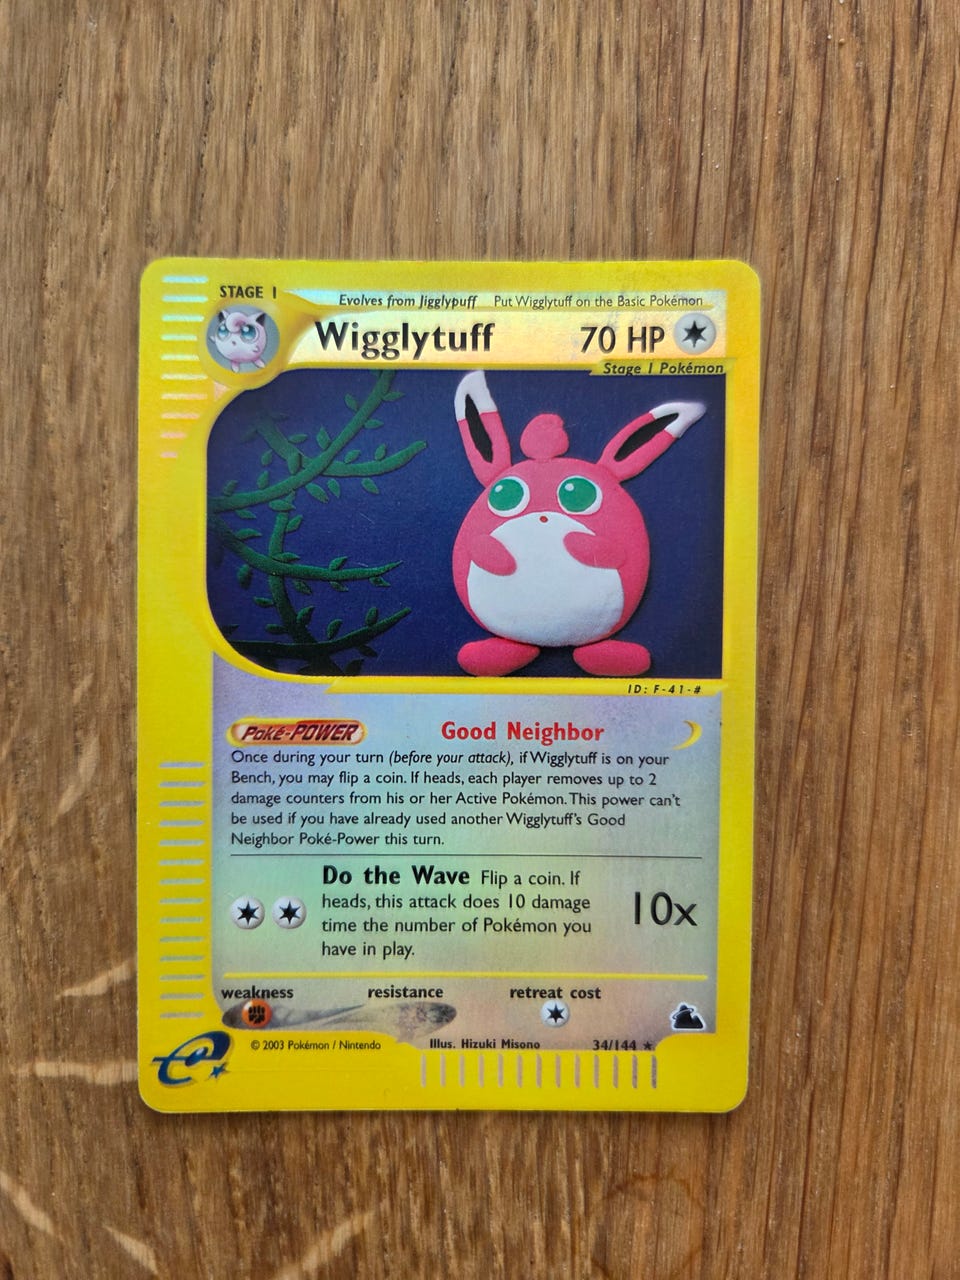 STAGE 1
Evolves from Jigglypuff Put Wigglytuff on the Basic Pokémon
Wigglytuff 70 HP
Stage 1 Pokémon
ID: F-41-#
Poké-POWER Good Neighbor
Once during your turn (before your attack), if Wigglytuff is on your
Bench, you may flip a coin. If heads, each player removes up to 2
damage counters from his or her Active Pokémon. This power can't
be used if you have already used another Wigglytuff's Good
Neighbor Poké-Power this turn.
Do the Wave Flip a coin. If
heads, this attack does 10 damage
time the number of Pokémon you
have in play.
10x
weakness resistance retreat cost
e
© 2003 Pokémon / Nintendo Illus. Hizuki Misono 34/144 ★